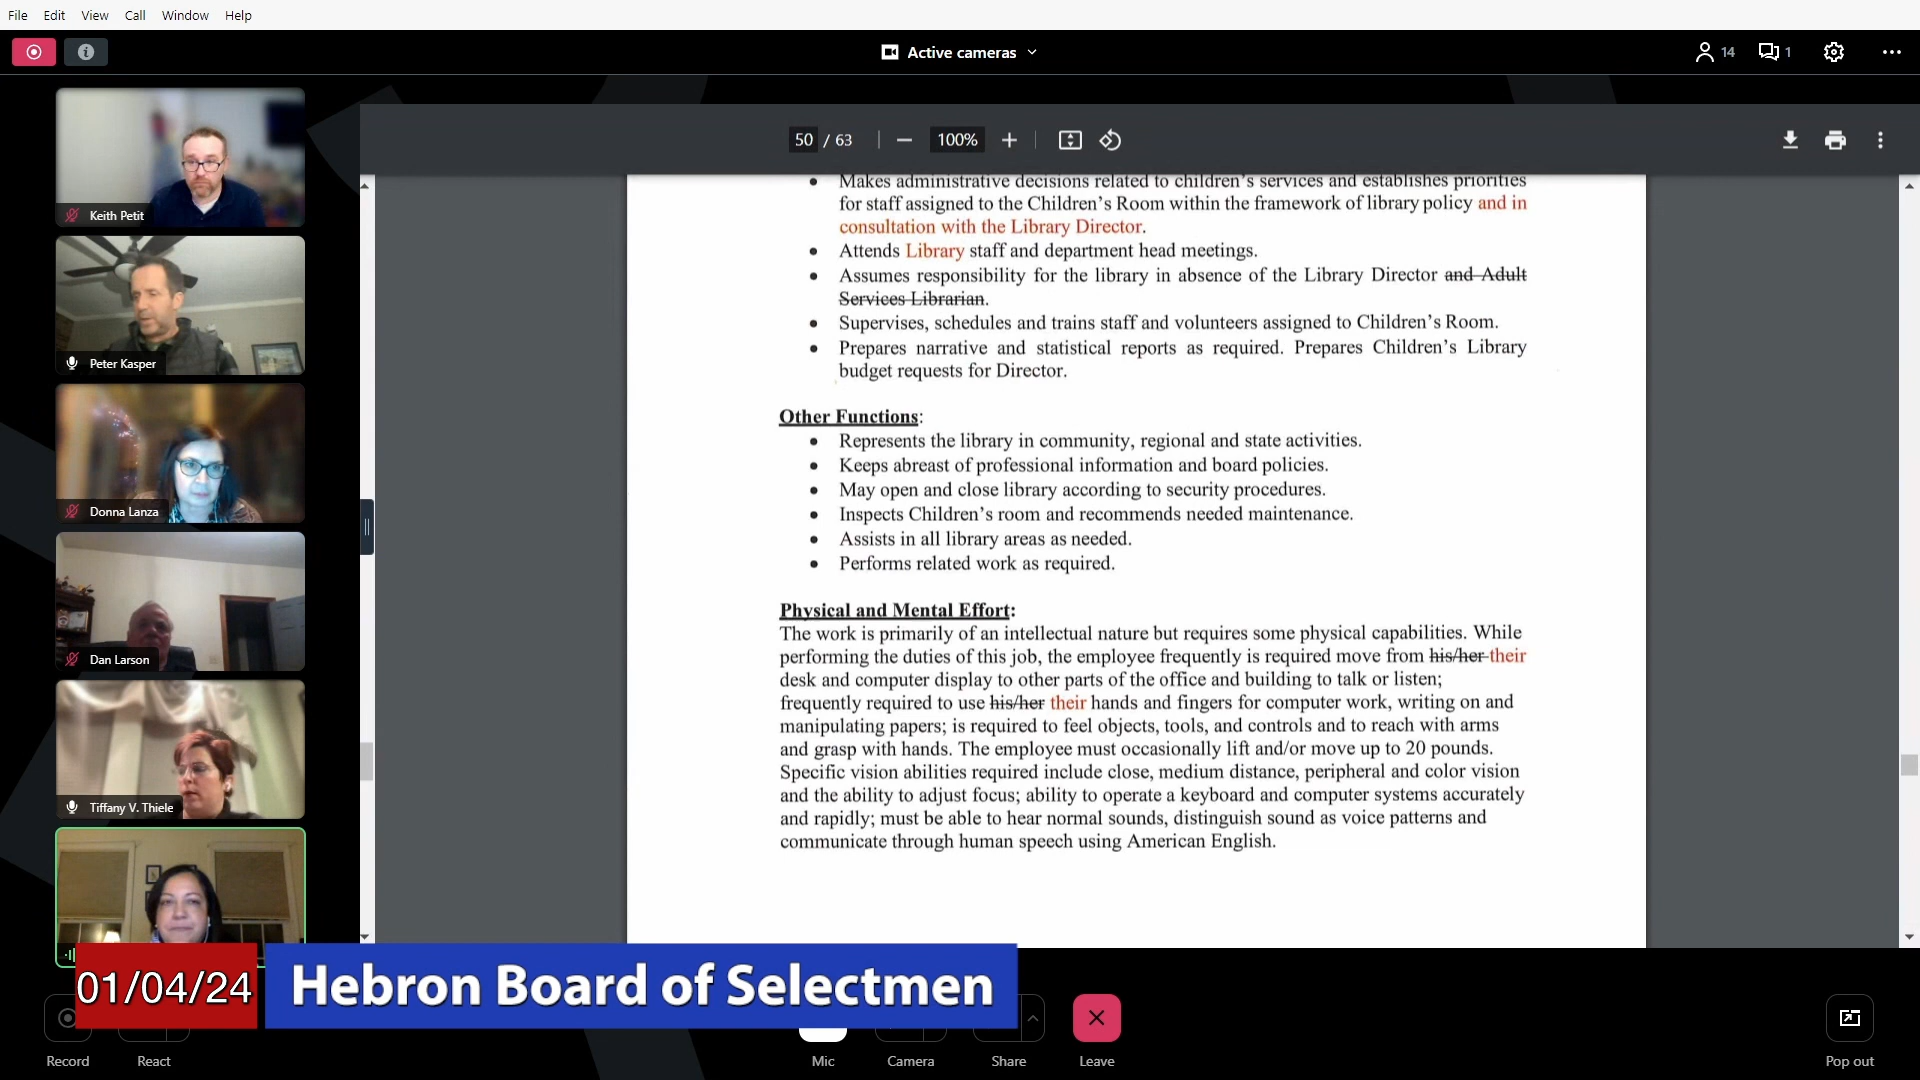 File Edit View Call Window Help
Active cameras
14
1
50 / 63
100%
Keith Petit
Peter Kasper
Donna Lanza
Dan Larson
Tiffany V. Thiele
• Makes administrative decisions related to children's services and establishes priorities
for staff assigned to the Children's Room within the framework of library policy and in
consultation with the Library Director.
• Attends Library staff and department head meetings.
• Assumes responsibility for the library in absence of the Library Director and Adult
Services Librarian.
• Supervises, schedules and trains staff and volunteers assigned to Children's Room.
• Prepares narrative and statistical reports as required. Prepares Children's Library
budget requests for Director.
Other Functions:
• Represents the library in community, regional and state activities.
• Keeps abreast of professional information and board policies.
• May open and close library according to security procedures.
• Inspects Children's room and recommends needed maintenance.
• Assists in all library areas as needed.
• Performs related work as required.
Physical and Mental Effort:
The work is primarily of an intellectual nature but requires some physical capabilities. While
performing the duties of this job, the employee frequently is required move from his/her their
desk and computer display to other parts of the office and building to talk or listen;
frequently required to use his/her their hands and fingers for computer work, writing on and
manipulating papers; is required to feel objects, tools, and controls and to reach with arms
and grasp with hands. The employee must occasionally lift and/or move up to 20 pounds.
Specific vision abilities required include close, medium distance, peripheral and color vision
and the ability to adjust focus; ability to operate a keyboard and computer systems accurately
and rapidly; must be able to hear normal sounds, distinguish sound as voice patterns and
communicate through human speech using American English.
01/04/24 Hebron Board of Selectmen
Record React Mic Camera Share Leave Pop out